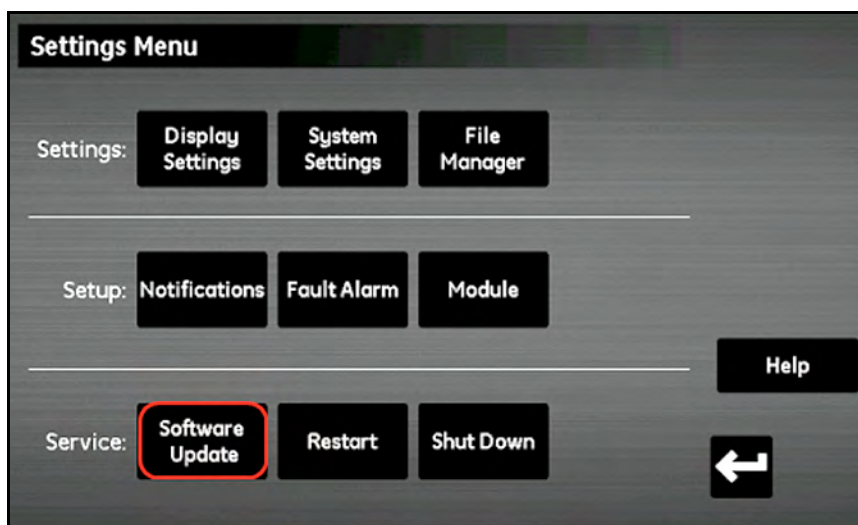 Settings Menu
Settings:
Display
Settings
System
Settings
File
Manager
Setup:
Notifications
Fault Alarm
Module
Help
Service:
Software
Update
Restart
Shut Down